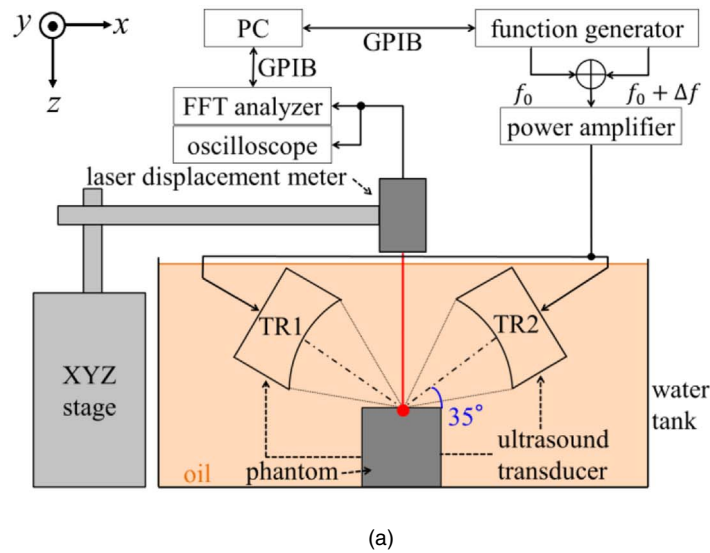 y
x
z
PC
GPIB
function generator
GPIB
f₀
f₀ + Δf
FFT analyzer
oscilloscope
power amplifier
laser displacement meter
TR1
TR2
XYZ
stage
35°
water
tank
oil
phantom
ultrasound
transducer
(a)